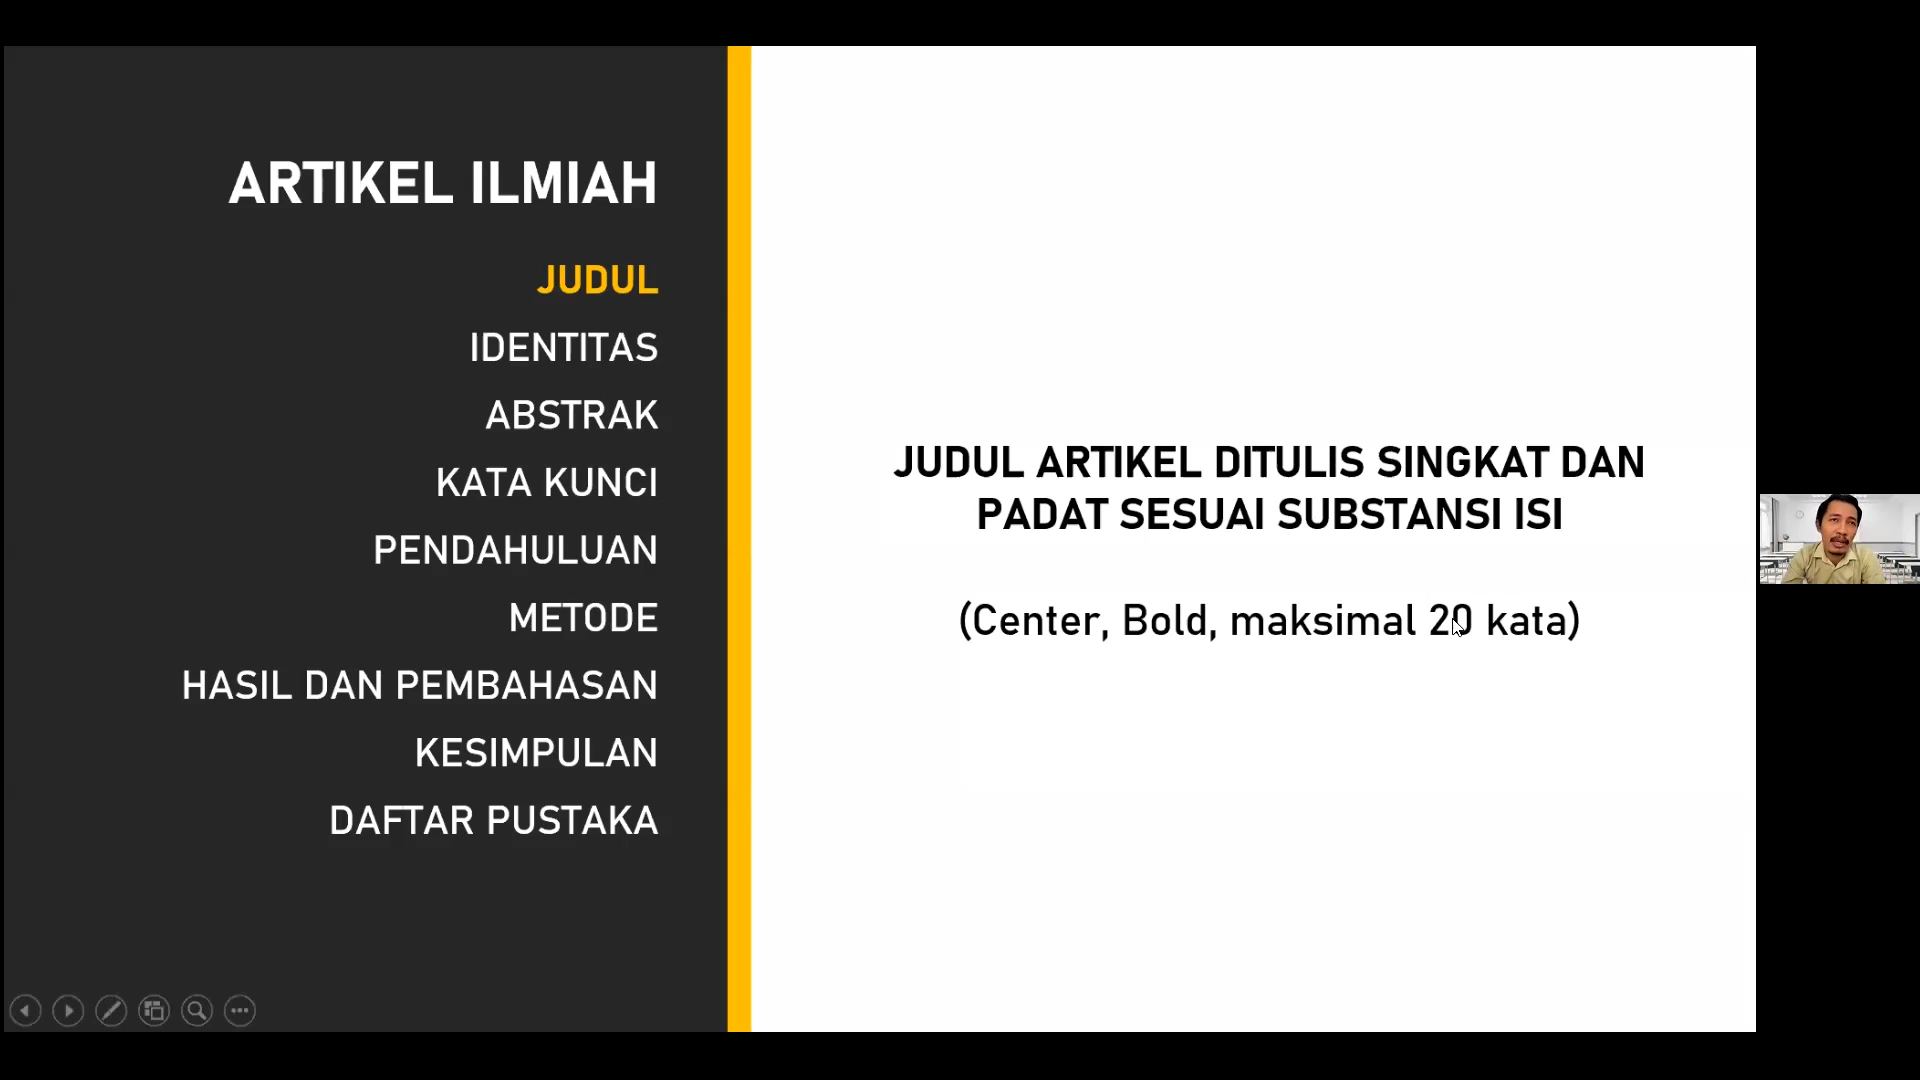 ARTIKEL ILMIAH
JUDUL
IDENTITAS
ABSTRAK
KATA KUNCI
PENDAHULUAN
METODE
HASIL DAN PEMBAHASAN
KESIMPULAN
DAFTAR PUSTAKA
JUDUL ARTIKEL DITULIS SINGKAT DAN
PADAT SESUAI SUBSTANSI ISI
(Center, Bold, maksimal 20 kata)